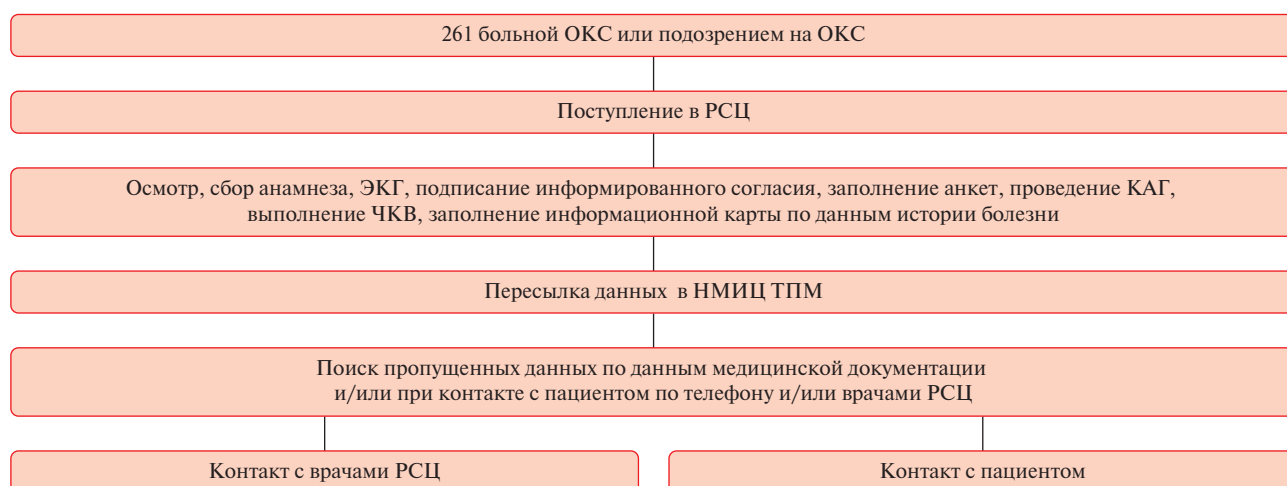 261 больной ОКС или подозрением на ОКС
Поступление в РСЦ
Осмотр, сбор анамнеза, ЭКГ, подписание информированного согласия, заполнение анкет, проведение КАГ,
выполнение ЧКВ, заполнение информационной карты по данным истории болезни
Пересылка данных в НМИЦ ТПМ
Поиск пропущенных данных по данным медицинской документации
и/или при контакте с пациентом по телефону и/или врачами РСЦ
Контакт с врачами РСЦ
Контакт с пациентом